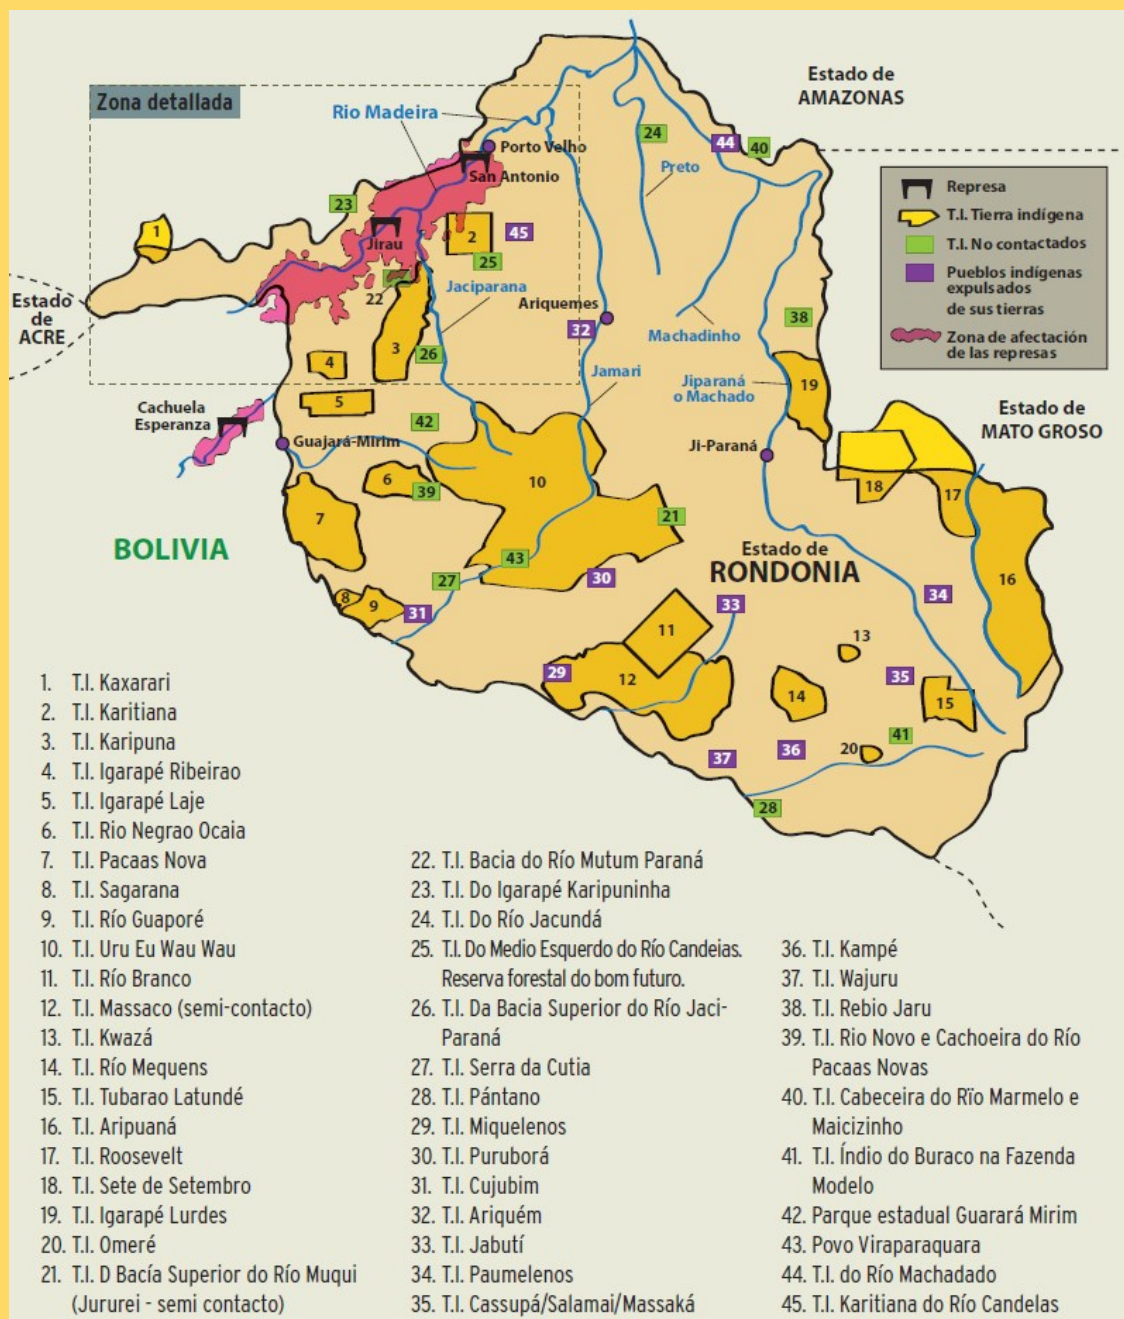 Zona detallada
Rio Madeira
Estado de
AMAZONAS
24
44
40
Porto Velho
San Antonio
Preto
Represa
T.I. Tierra indígena
T.I. No contactados
Pueblos indígenas
expulsados
de sus tierras
Zona de afectación
de las represas
23
1
2
45
Jirau
25
22
Jaciparana
Estado
de
ACRE
Ariquemes
32
38
Machadinho
3
26
4
Jamari
Jiparaná
o Machado
19
5
Cachuela
Esperanza
42
Guajará-Mirim
Ji-Paraná
Estado de
MATO GROSO
6
39
10
18
17
7
21
BOLIVIA
43
Estado de
RONDONIA
27
30
16
8
9
31
33
34
11
13
29
12
14
35
15
37
36
20
41
28
1. T.I. Kaxarari
2. T.I. Karitiana
3. T.I. Karipuna
4. T.I. Igarapé Ribeirao
5. T.I. Igarapé Laje
6. T.I. Rio Negrao Ocaia
7. T.I. Pacaas Nova
8. T.I. Sagarana
9. T.I. Río Guaporé
10. T.I. Uru Eu Wau Wau
11. T.I. Río Branco
12. T.I. Massaco (semi-contacto)
13. T.I. Kwazá
14. T.I. Río Mequens
15. T.I. Tubarao Latundé
16. T.I. Aripuaná
17. T.I. Roosevelt
18. T.I. Sete de Setembro
19. T.I. Igarapé Lurdes
20. T.I. Omeré
21. T.I. D Bacía Superior do Río Muqui
(Jururei - semi contacto)
22. T.I. Bacia do Río Mutum Paraná
23. T.I. Do Igarapé Karipuninha
24. T.I. Do Río Jacundá
25. T.I. Do Medio Esquerdo do Río Candeias.
Reserva forestal do bom futuro.
26. T.I. Da Bacia Superior do Río Jaci-
Paraná
27. T.I. Serra da Cutia
28. T.I. Pántano
29. T.I. Miquelenos
30. T.I. Puruborá
31. T.I. Cujubim
32. T.I. Ariquém
33. T.I. Jabutí
34. T.I. Paumelenos
35. T.I. Cassupá/Salamai/Massaká
36. T.I. Kampé
37. T.I. Wajuru
38. T.I. Rebio Jaru
39. T.I. Rio Novo e Cachoeira do Río
Pacaas Novas
40. T.I. Cabeceira do Rïo Marmelo e
Maicizinho
41. T.I. Índio do Buraco na Fazenda
Modelo
42. Parque estadual Guarará Mirim
43. Povo Viraparaquara
44. T.I. do Río Machadado
45. T.I. Karitiana do Río Candelas